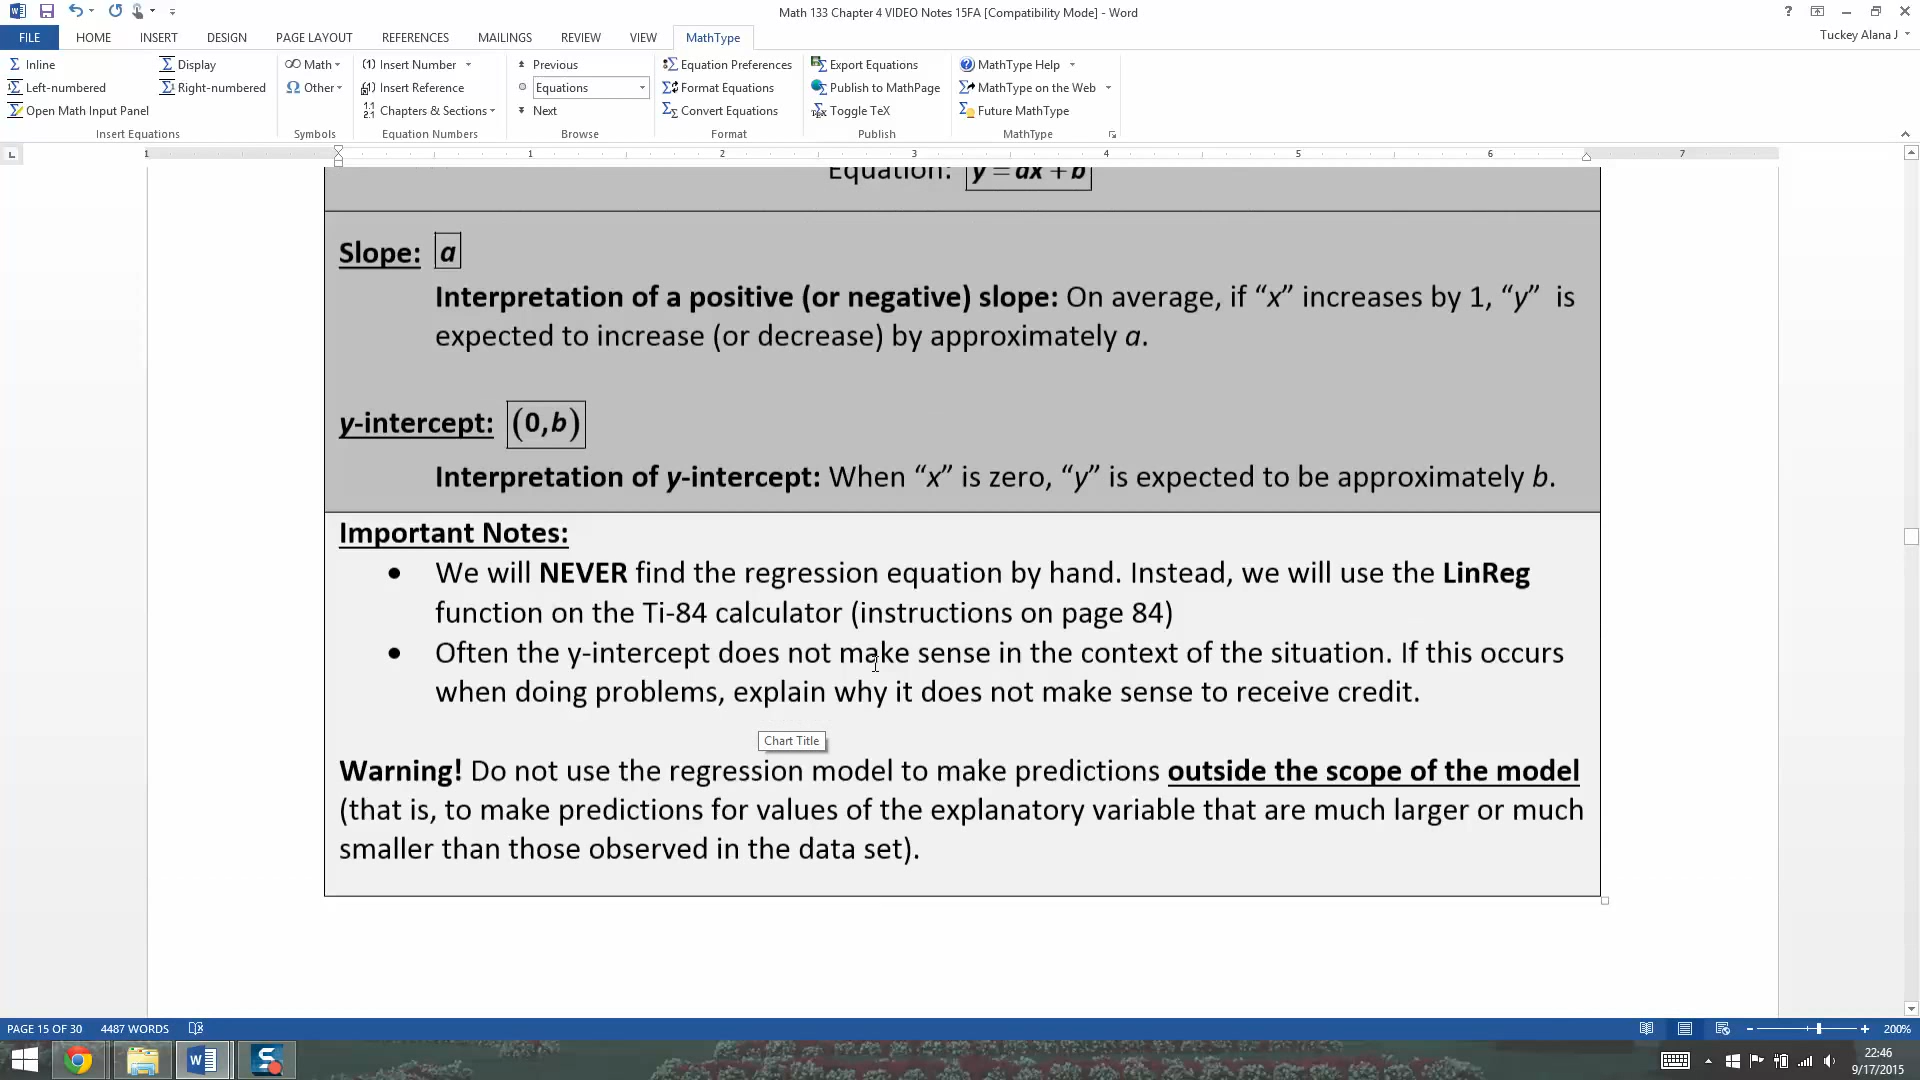 Math 133 Chapter 4 VIDEO Notes 15FA [Compatibility Mode] - Word
FILE HOME INSERT DESIGN PAGE LAYOUT REFERENCES MAILINGS REVIEW VIEW MathType Tuckey Alana J
Inline Display Math Insert Number Previous Equation Preferences Export Equations MathType Help
Left-numbered Right-numbered Other Insert Reference Equations Format Equations Publish to MathPage MathType on the Web
Open Math Input Panel Chapters & Sections Next Convert Equations Toggle TeX Future MathType
Insert Equations Symbols Equation Numbers Browse Format Publish MathType
1 1 2 3 4 5 6 7
Equation: y = ax + b
Slope: a
Interpretation of a positive (or negative) slope: On average, if “x” increases by 1, “y” is
expected to increase (or decrease) by approximately a.
y-intercept: (0,b)
Interpretation of y-intercept: When “x” is zero, “y” is expected to be approximately b.
Important Notes:
• We will NEVER find the regression equation by hand. Instead, we will use the LinReg
function on the Ti-84 calculator (instructions on page 84)
• Often the y-intercept does not make sense in the context of the situation. If this occurs
when doing problems, explain why it does not make sense to receive credit.
Chart Title
Warning! Do not use the regression model to make predictions outside the scope of the model
(that is, to make predictions for values of the explanatory variable that are much larger or much
smaller than those observed in the data set).
PAGE 15 OF 30 4487 WORDS 200%
22:46
9/17/2015